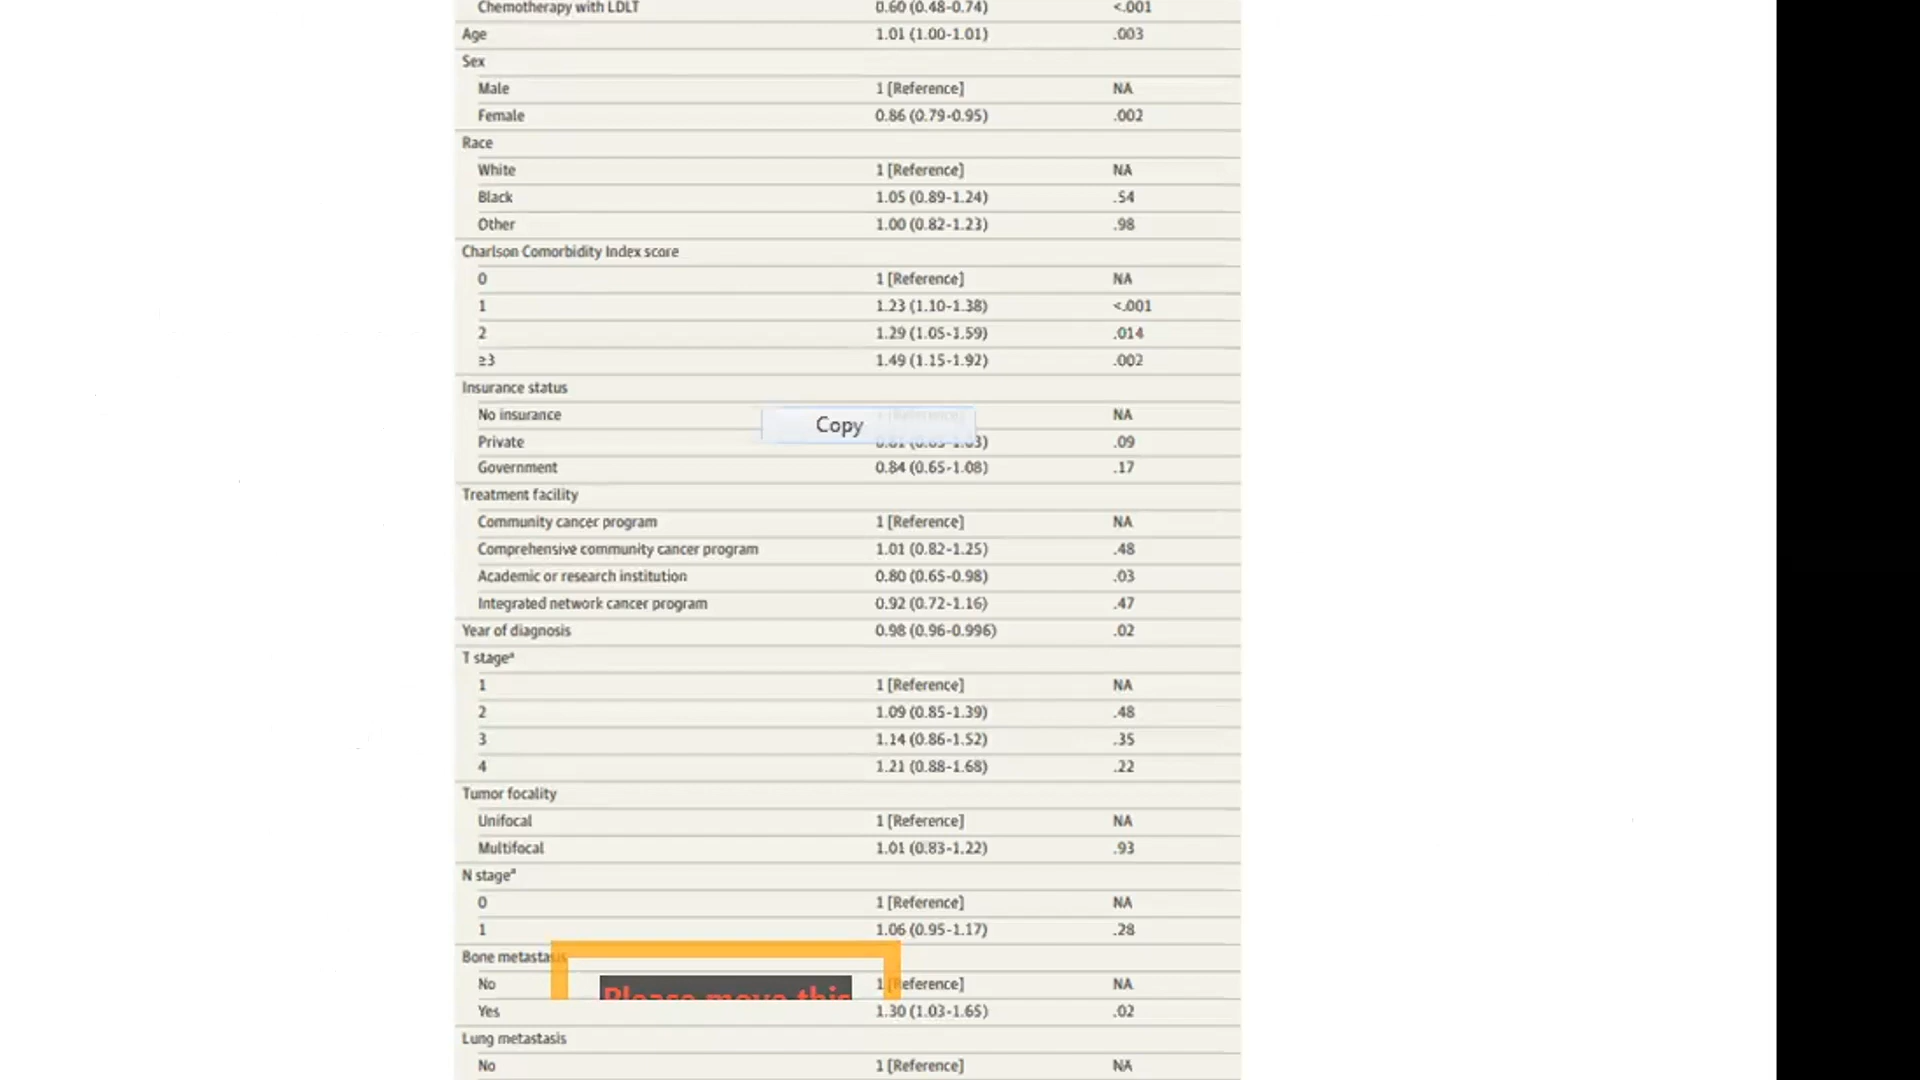 Chemotherapy with LDLT 0.60 (0.48-0.74) <.001
Age 1.01 (1.00-1.01) .003
Sex
Male 1 [Reference] NA
Female 0.86 (0.79-0.95) .002
Race
White 1 [Reference] NA
Black 1.05 (0.89-1.24) .54
Other 1.00 (0.82-1.23) .98
Charlson Comorbidity Index score
0 1 [Reference] NA
1 1.23 (1.10-1.38) <.001
2 1.29 (1.05-1.59) .014
≥3 1.49 (1.15-1.92) .002
Insurance status
No insurance 1 [Reference] NA
Copy
Private .09
Government 0.84 (0.65-1.08) .17
Treatment facility
Community cancer program 1 [Reference] NA
Comprehensive community cancer program 1.01 (0.82-1.25) .48
Academic or research institution 0.80 (0.65-0.98) .03
Integrated network cancer program 0.92 (0.72-1.16) .47
Year of diagnosis 0.98 (0.96-0.996) .02
T stageª
1 1 [Reference] NA
2 1.09 (0.85-1.39) .48
3 1.14 (0.86-1.52) .35
4 1.21 (0.88-1.68) .22
Tumor focality
Unifocal 1 [Reference] NA
Multifocal 1.01 (0.83-1.22) .93
N stageª
0 1 [Reference] NA
1 1.06 (0.95-1.17) .28
Bone metastasis
No 1 [Reference] NA
Please move this
Yes 1.30 (1.03-1.65) .02
Lung metastasis
No 1 [Reference] NA